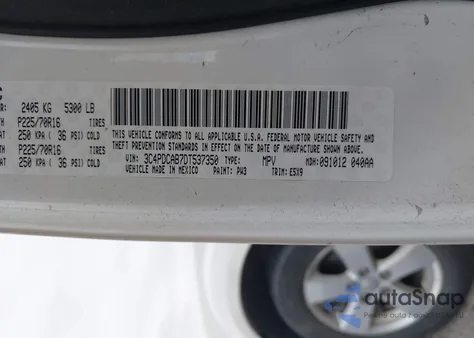 2405 KG 5300 LB
P225/70R16 TIRES
250 KPA ( 36 PSI) COLD
P225/70R16 TIRES
250 KPA ( 36 PSI) COLD
THIS VEHICLE CONFORMS TO ALL APPLICABLE U.S.A. FEDERAL MOTOR VEHICLE SAFETY AND
THEFT PREVENTION STANDARDS IN EFFECT ON THE DATE OF MANUFACTURE SHOWN ABOVE.
VIN: 3C4PDCAB7DT537350 TYPE: MPV MDH: 091012 040AA
VEHICLE MADE IN MEXICO PAINT: PW3 TRIM: E5X9
autoSnap